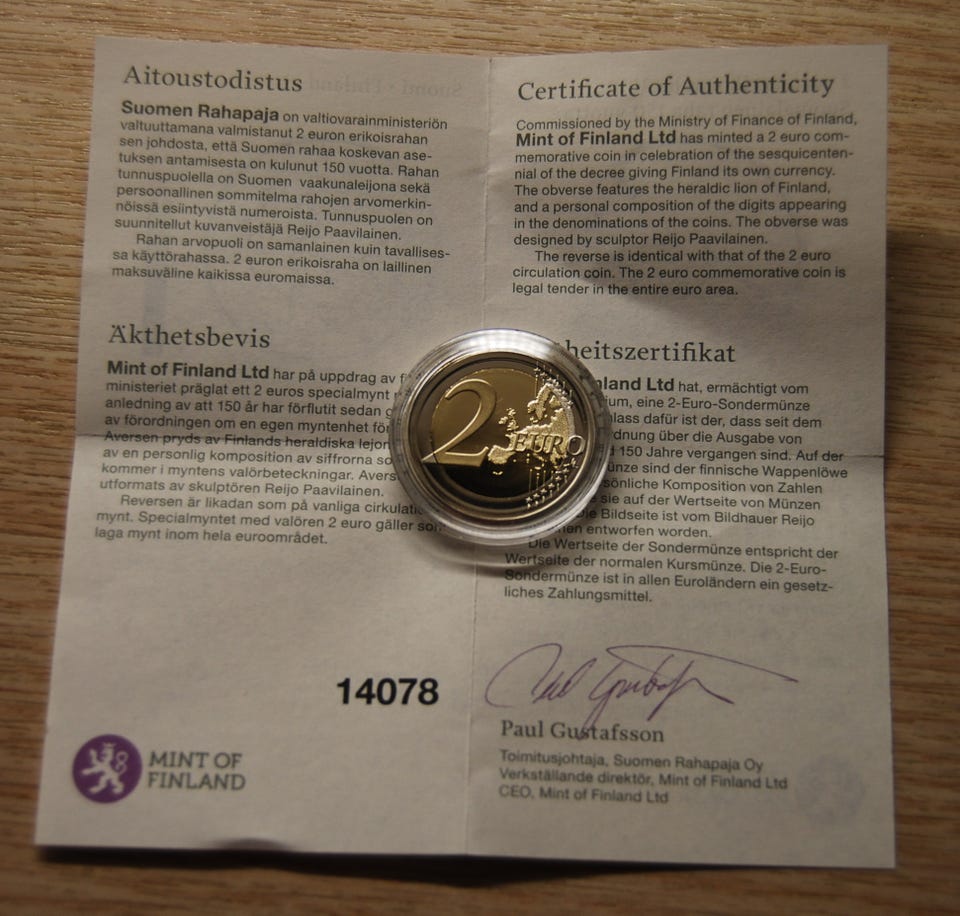 Aitoustodistus
Suomen Rahapaja on valtiovarainministeriön
valtuuttamana valmistanut 2 euron erikoisrahan
sen johdosta, että Suomen rahaa koskevan ase-
tuksen antamisesta on kulunut 150 vuotta. Rahan
tunnuspuolella on Suomen vaakunaleijona sekä
persoonallinen sommitelma rahojen arvomerkin-
nöissä esiintyvistä numeroista. Tunnuspuolen on
suunnitellut kuvanveistäjä Reijo Paavilainen.
Rahan arvopuoli on samanlainen kuin tavallises-
sa käyttörahassa. 2 euron erikoisraha on laillinen
maksuväline kaikissa euromaissa.
Certificate of Authenticity
Commissioned by the Ministry of Finance of Finland,
Mint of Finland Ltd has minted a 2 euro com-
memorative coin in celebration of the sesquicenten-
nial of the decree giving Finland its own currency.
The obverse features the heraldic lion of Finland,
and a personal composition of the digits appearing
in the denominations of the coins. The obverse was
designed by sculptor Reijo Paavilainen.
The reverse is identical with that of the 2 euro
circulation coin. The 2 euro commemorative coin is
legal tender in the entire euro area.
Äkthetsbevis
Mint of Finland Ltd har på uppdrag av
ministeriet präglat ett 2 euros specialmynt
anledning av att 150 år har förflutit sedan
av förordningen om en egen myntenhet
Aversen pryds av Finlands heraldiska
av en personlig komposition av siffrorna
kommer i myntens valörbeteckningar.
utformats av skulptören Reijo Paavilainen.
Reversen är likadan som på vanliga
mynt. Specialmyntet med valören 2 euro gäller som
laga mynt inom hela euroområdet.
2 EURO
heitszertifikat
nland Ltd hat, ermächtigt vom
eine 2-Euro-Sondermünze
dafür ist der, dass seit dem
über die Ausgabe von
150 Jahre vergangen sind. Auf der
sind der finnische Wappenlöwe
Komposition von Zahlen
sie auf der Wertseite von Münzen
Die Bildseite ist vom Bildhauer Reijo
entworfen worden.
Die Wertseite der Sondermünze entspricht der
Wertseite der normalen Kursmünze. Die 2-Euro-
Sondermünze ist in allen Euroländern ein gesetz-
liches Zahlungsmittel.
14078
MINT OF
FINLAND
Paul Gustafsson
Toimitusjohtaja, Suomen Rahapaja Oy
Verkställande direktör, Mint of Finland Ltd
CEO, Mint of Finland Ltd